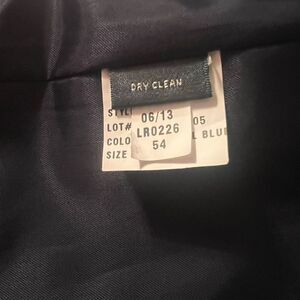 DRY CLEAN
06/13
LR0226
54
STYL
LOT# 05
COLO L BLUE
SIZE